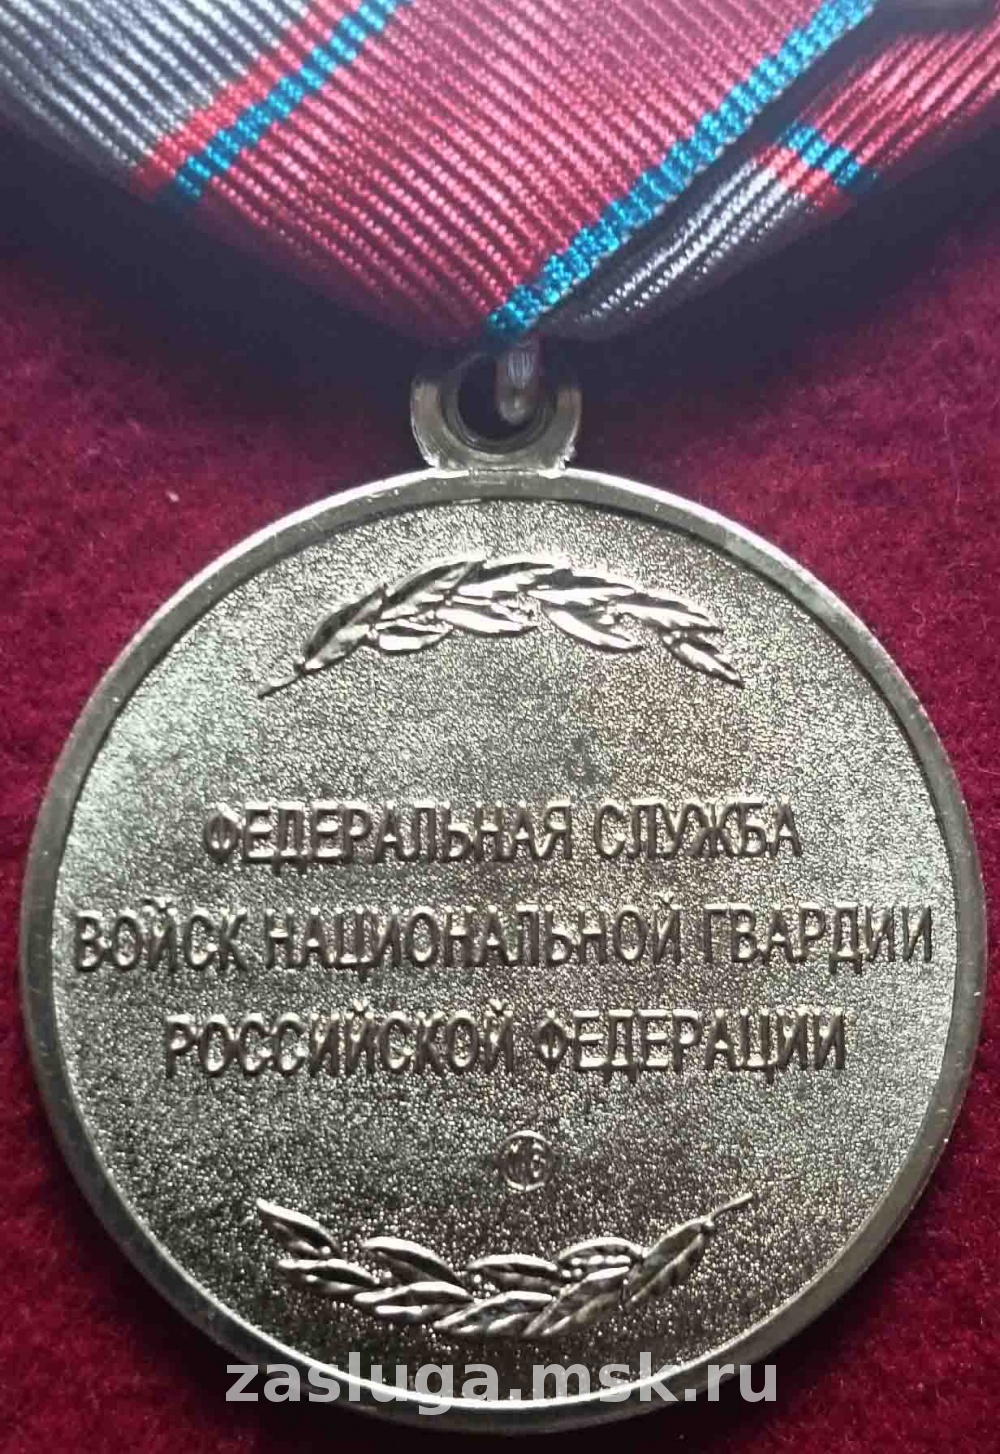 ФЕДЕРАЛЬНАЯ СЛУЖБА
ВОЙСК НАЦИОНАЛЬНОЙ ГВАРДИИ
РОССИЙСКОЙ ФЕДЕРАЦИИ
zasluga.msk.ru